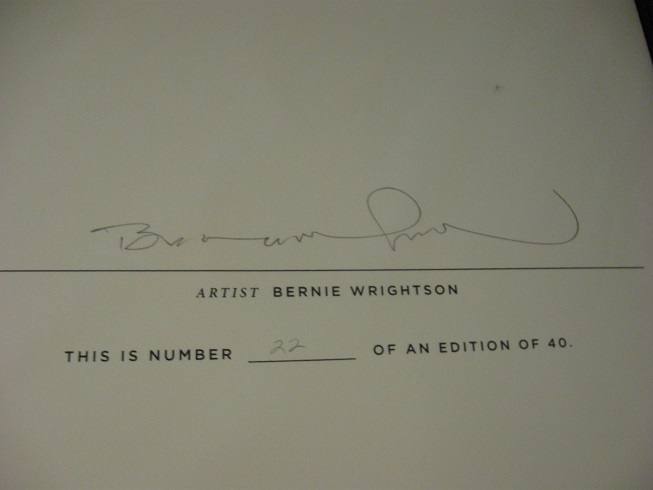 ARTIST BERNIE WRIGHTSON
THIS IS NUMBER 22 OF AN EDITION OF 40.